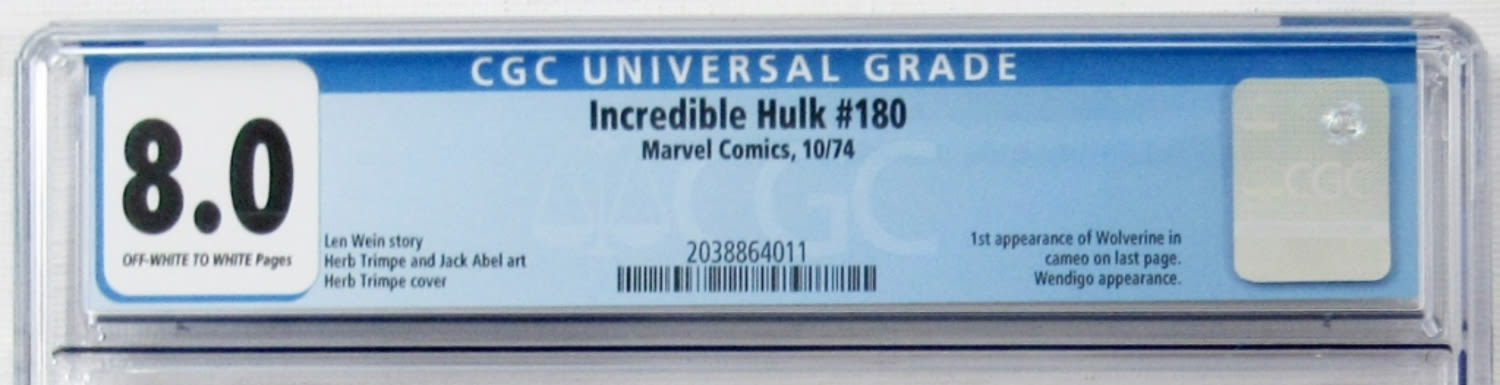 CGC UNIVERSAL GRADE
Incredible Hulk #180
Marvel Comics, 10/74
8.0
OFF-WHITE TO WHITE Pages
Len Wein story
Herb Trimpe and Jack Abel art
Herb Trimpe cover
CGC
2038864011
1st appearance of Wolverine in
cameo on last page.
Wendigo appearance.
CGC